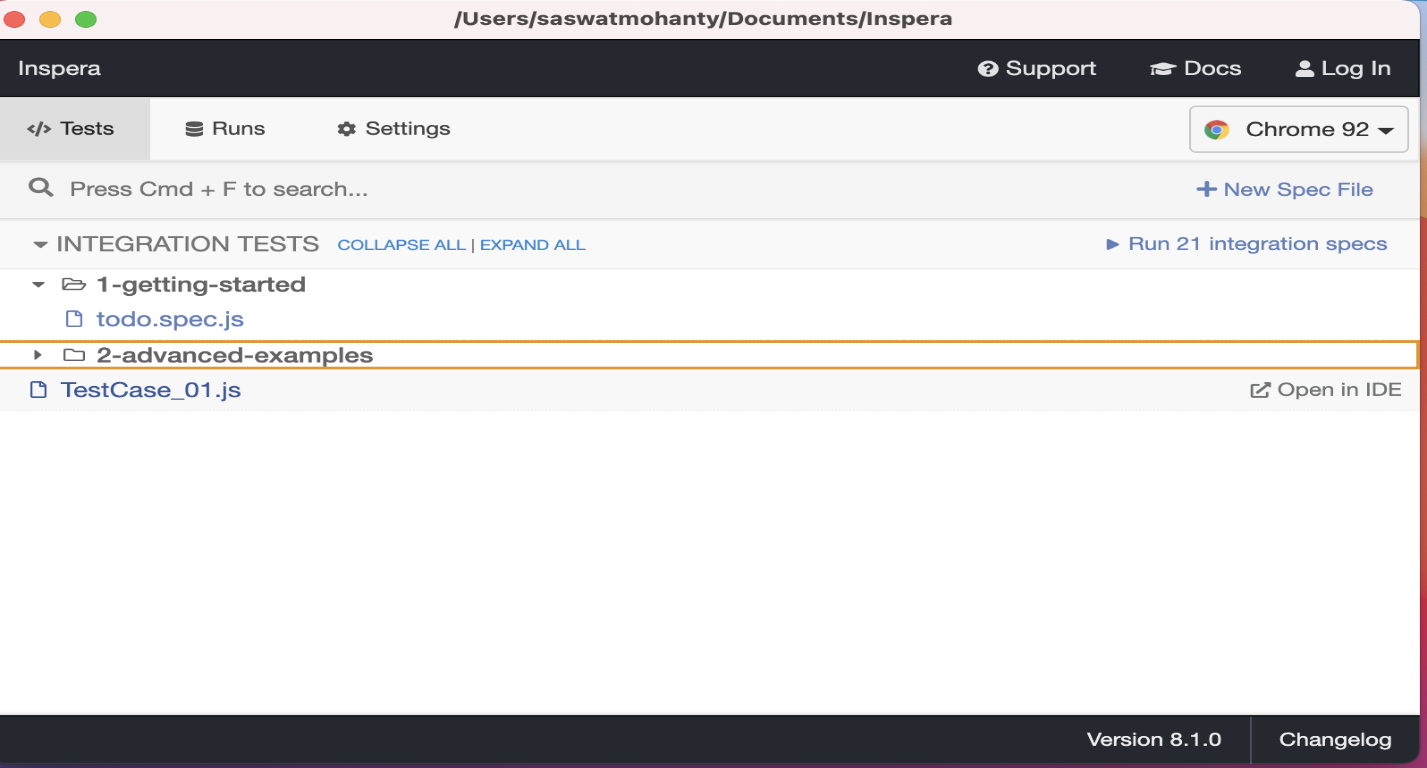 /Users/saswatmohanty/Documents/Inspera
Inspera Support Docs Log In
</> Tests Runs Settings Chrome 92
Press Cmd + F to search... + New Spec File
INTEGRATION TESTS COLLAPSE ALL | EXPAND ALL Run 21 integration specs
1-getting-started
todo.spec.js
2-advanced-examples
TestCase_01.js Open in IDE
Version 8.1.0 Changelog